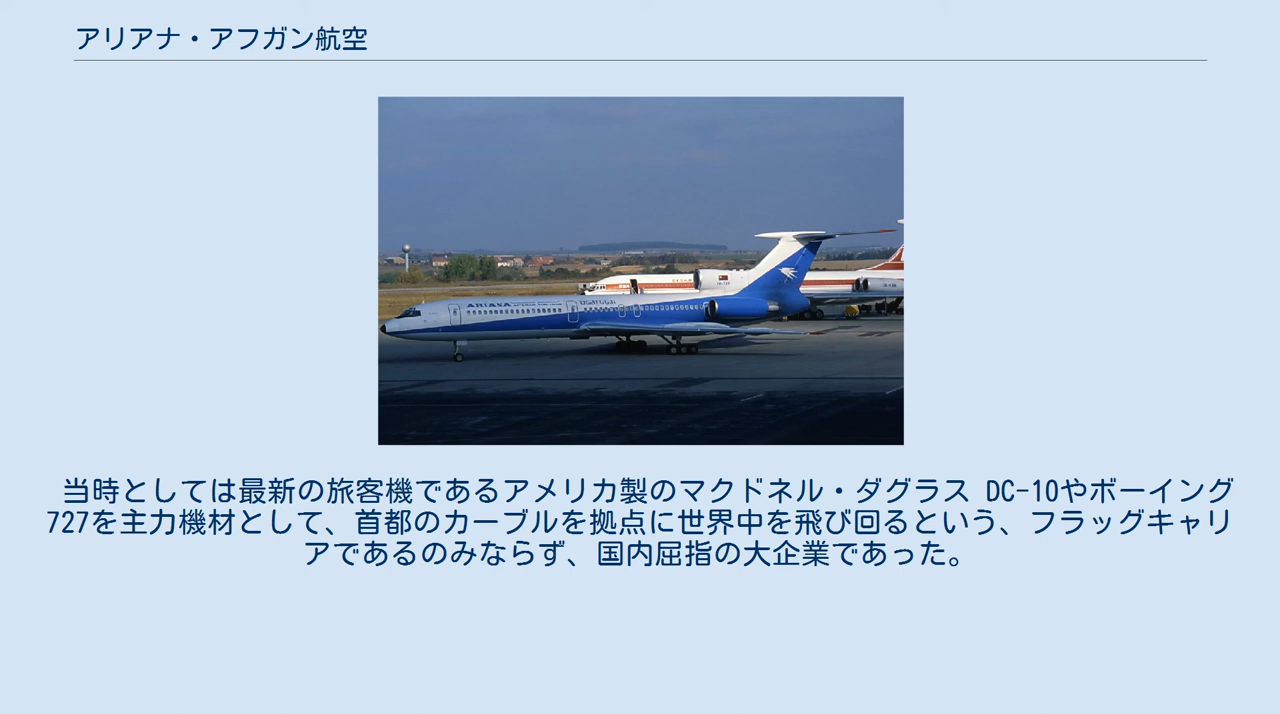 アリアナ・アフガン航空
ARIANA
当時としては最新の旅客機であるアメリカ製のマクドネル・ダグラス DC-10やボーイング
727を主力機材として、首都のカーブルを拠点に世界中を飛び回るという、フラッグキャリ
アであるのみならず、国内屈指の大企業であった。